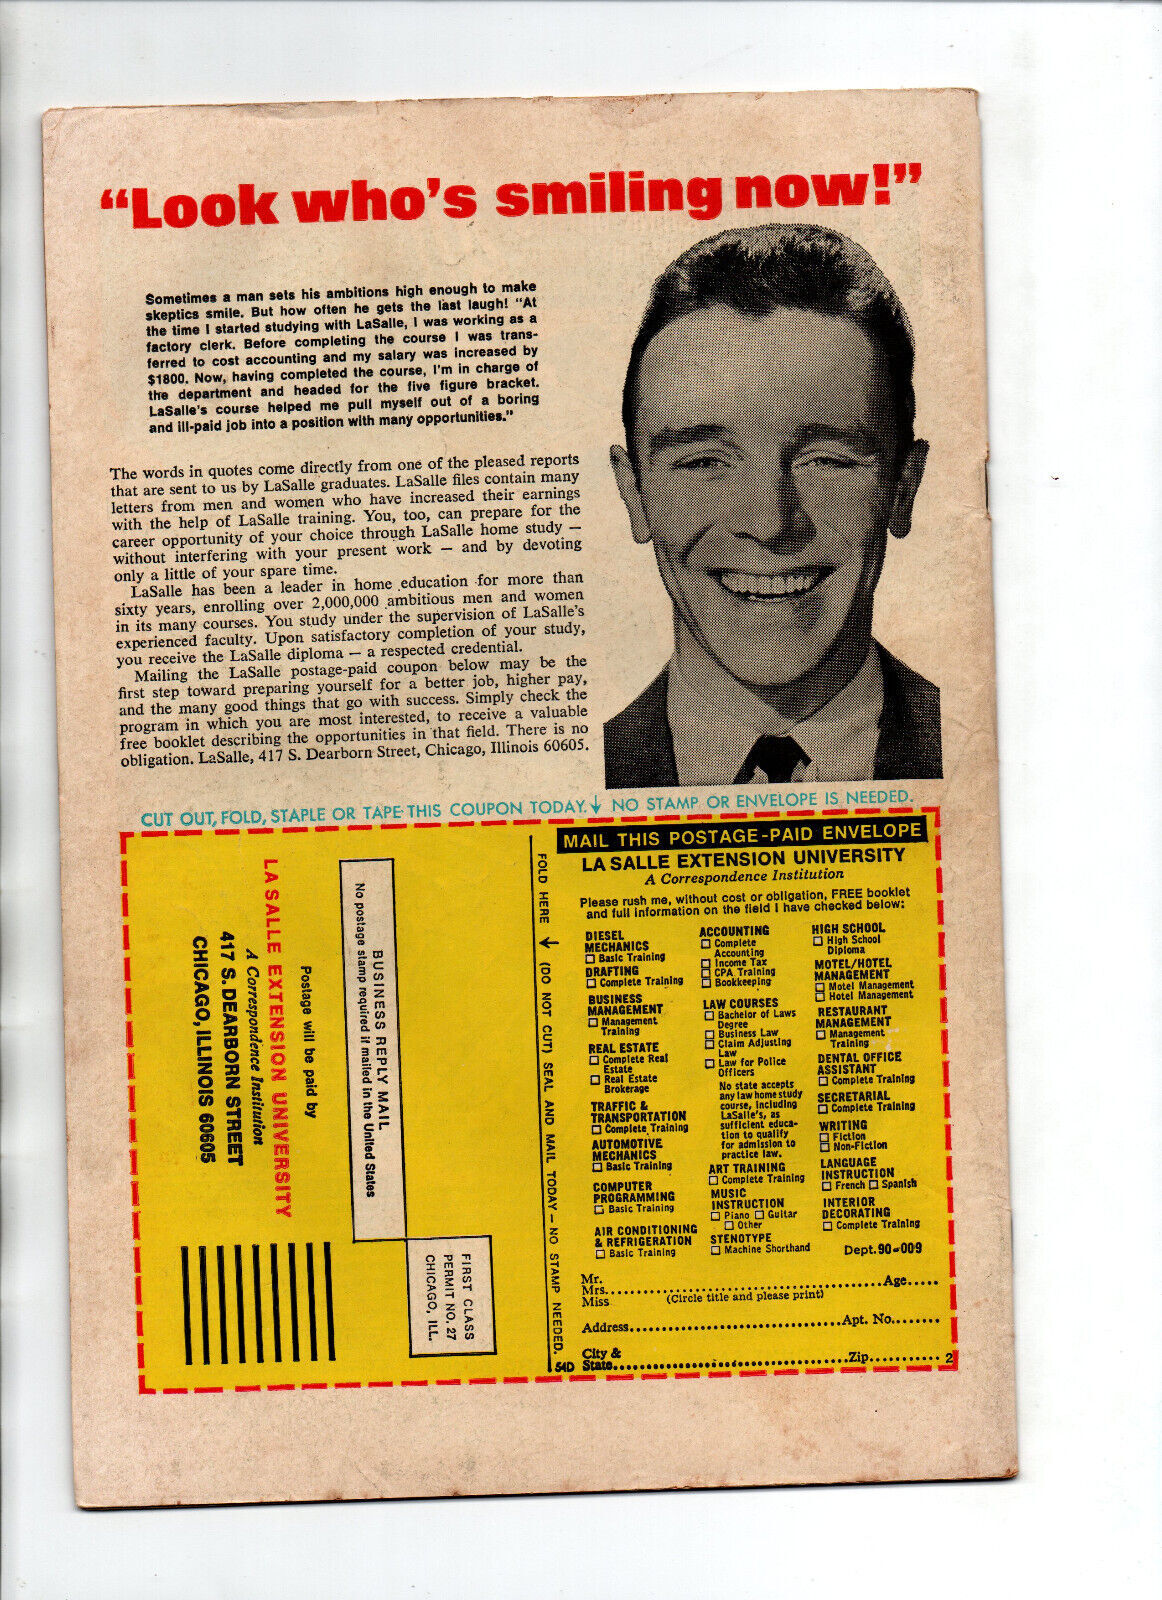 “Look who’s smiling now!”
Sometimes a man sets his ambitions high enough to make
skeptics smile. But how often he gets the last laugh! “At
the time I started studying with LaSalle, I was working as a
factory clerk. Before completing the course I was trans-
ferred to cost accounting and my salary was increased by
$1800. Now, having completed the course, I’m in charge of
the department and headed for the five figure bracket.
LaSalle’s course helped me pull myself out of a boring
and ill-paid job into a position with many opportunities.”
The words in quotes come directly from one of the pleased reports
that are sent to us by LaSalle graduates. LaSalle files contain many
letters from men and women who have increased their earnings
with the help of LaSalle training. You, too, can prepare for the
career opportunity of your choice through LaSalle home study —
without interfering with your present work — and by devoting
only a little of your spare time.
LaSalle has been a leader in home education for more than
sixty years, enrolling over 2,000,000 ambitious men and women
in its many courses. You study under the supervision of LaSalle’s
experienced faculty. Upon satisfactory completion of your study,
you receive the LaSalle diploma — a respected credential.
Mailing the LaSalle postage-paid coupon below may be the
first step toward preparing yourself for a better job, higher pay,
and the many good things that go with success. Simply check the
program in which you are most interested, to receive a valuable
free booklet describing the opportunities in that field. There is no
obligation. LaSalle, 417 S. Dearborn Street, Chicago, Illinois 60605.
CUT OUT, FOLD, STAPLE OR TAPE THIS COUPON TODAY. ↓ NO STAMP OR ENVELOPE IS NEEDED.
BUSINESS REPLY MAIL
No postage stamp required if mailed in the United States
FIRST CLASS
PERMIT NO. 27
CHICAGO, ILL.
Postage will be paid by
LA SALLE EXTENSION UNIVERSITY
A Correspondence Institution
417 S. DEARBORN STREET
CHICAGO, ILLINOIS 60605
FOLD HERE → (DO NOT CUT) SEAL AND MAIL TODAY — NO STAMP NEEDED.
54D
MAIL THIS POSTAGE-PAID ENVELOPE
LA SALLE EXTENSION UNIVERSITY
A Correspondence Institution
Please rush me, without cost or obligation, FREE booklet
and full information on the field I have checked below:
DIESEL
MECHANICS
☐ Basic Training
DRAFTING
☐ Complete Training
BUSINESS
MANAGEMENT
☐ Management
Training
REAL ESTATE
☐ Complete Real
Estate
☐ Real Estate
Brokerage
TRAFFIC &
TRANSPORTATION
☐ Complete Training
AUTOMOTIVE
MECHANICS
☐ Basic Training
COMPUTER
PROGRAMMING
☐ Basic Training
AIR CONDITIONING
& REFRIGERATION
☐ Basic Training
ACCOUNTING
☐ Complete
Accounting
☐ Income Tax
☐ CPA Training
☐ Bookkeeping
LAW COURSES
☐ Bachelor of Laws
Degree
☐ Business Law
☐ Claim Adjusting
Law
☐ Law for Police
Officers
No state accepts
any law home study
course, including
LaSalle’s, as
sufficient educa-
tion to qualify
for admission to
practice law.
ART TRAINING
☐ Complete Training
MUSIC
INSTRUCTION
☐ Piano ☐ Guitar
☐ Other
STENOTYPE
☐ Machine Shorthand
HIGH SCHOOL
☐ High School
Diploma
MOTEL/HOTEL
MANAGEMENT
☐ Motel Management
☐ Hotel Management
RESTAURANT
MANAGEMENT
☐ Management
Training
DENTAL OFFICE
ASSISTANT
☐ Complete Training
SECRETARIAL
☐ Complete Training
WRITING
☐ Fiction
☐ Non-Fiction
LANGUAGE
INSTRUCTION
☐ French ☐ Spanish
INTERIOR
DECORATING
☐ Complete Training
Dept. 90-009
Mr.
Mrs. ........ Age.....
Miss (Circle title and please print)
Address........ Apt. No........
City &
State........ Zip........ 2